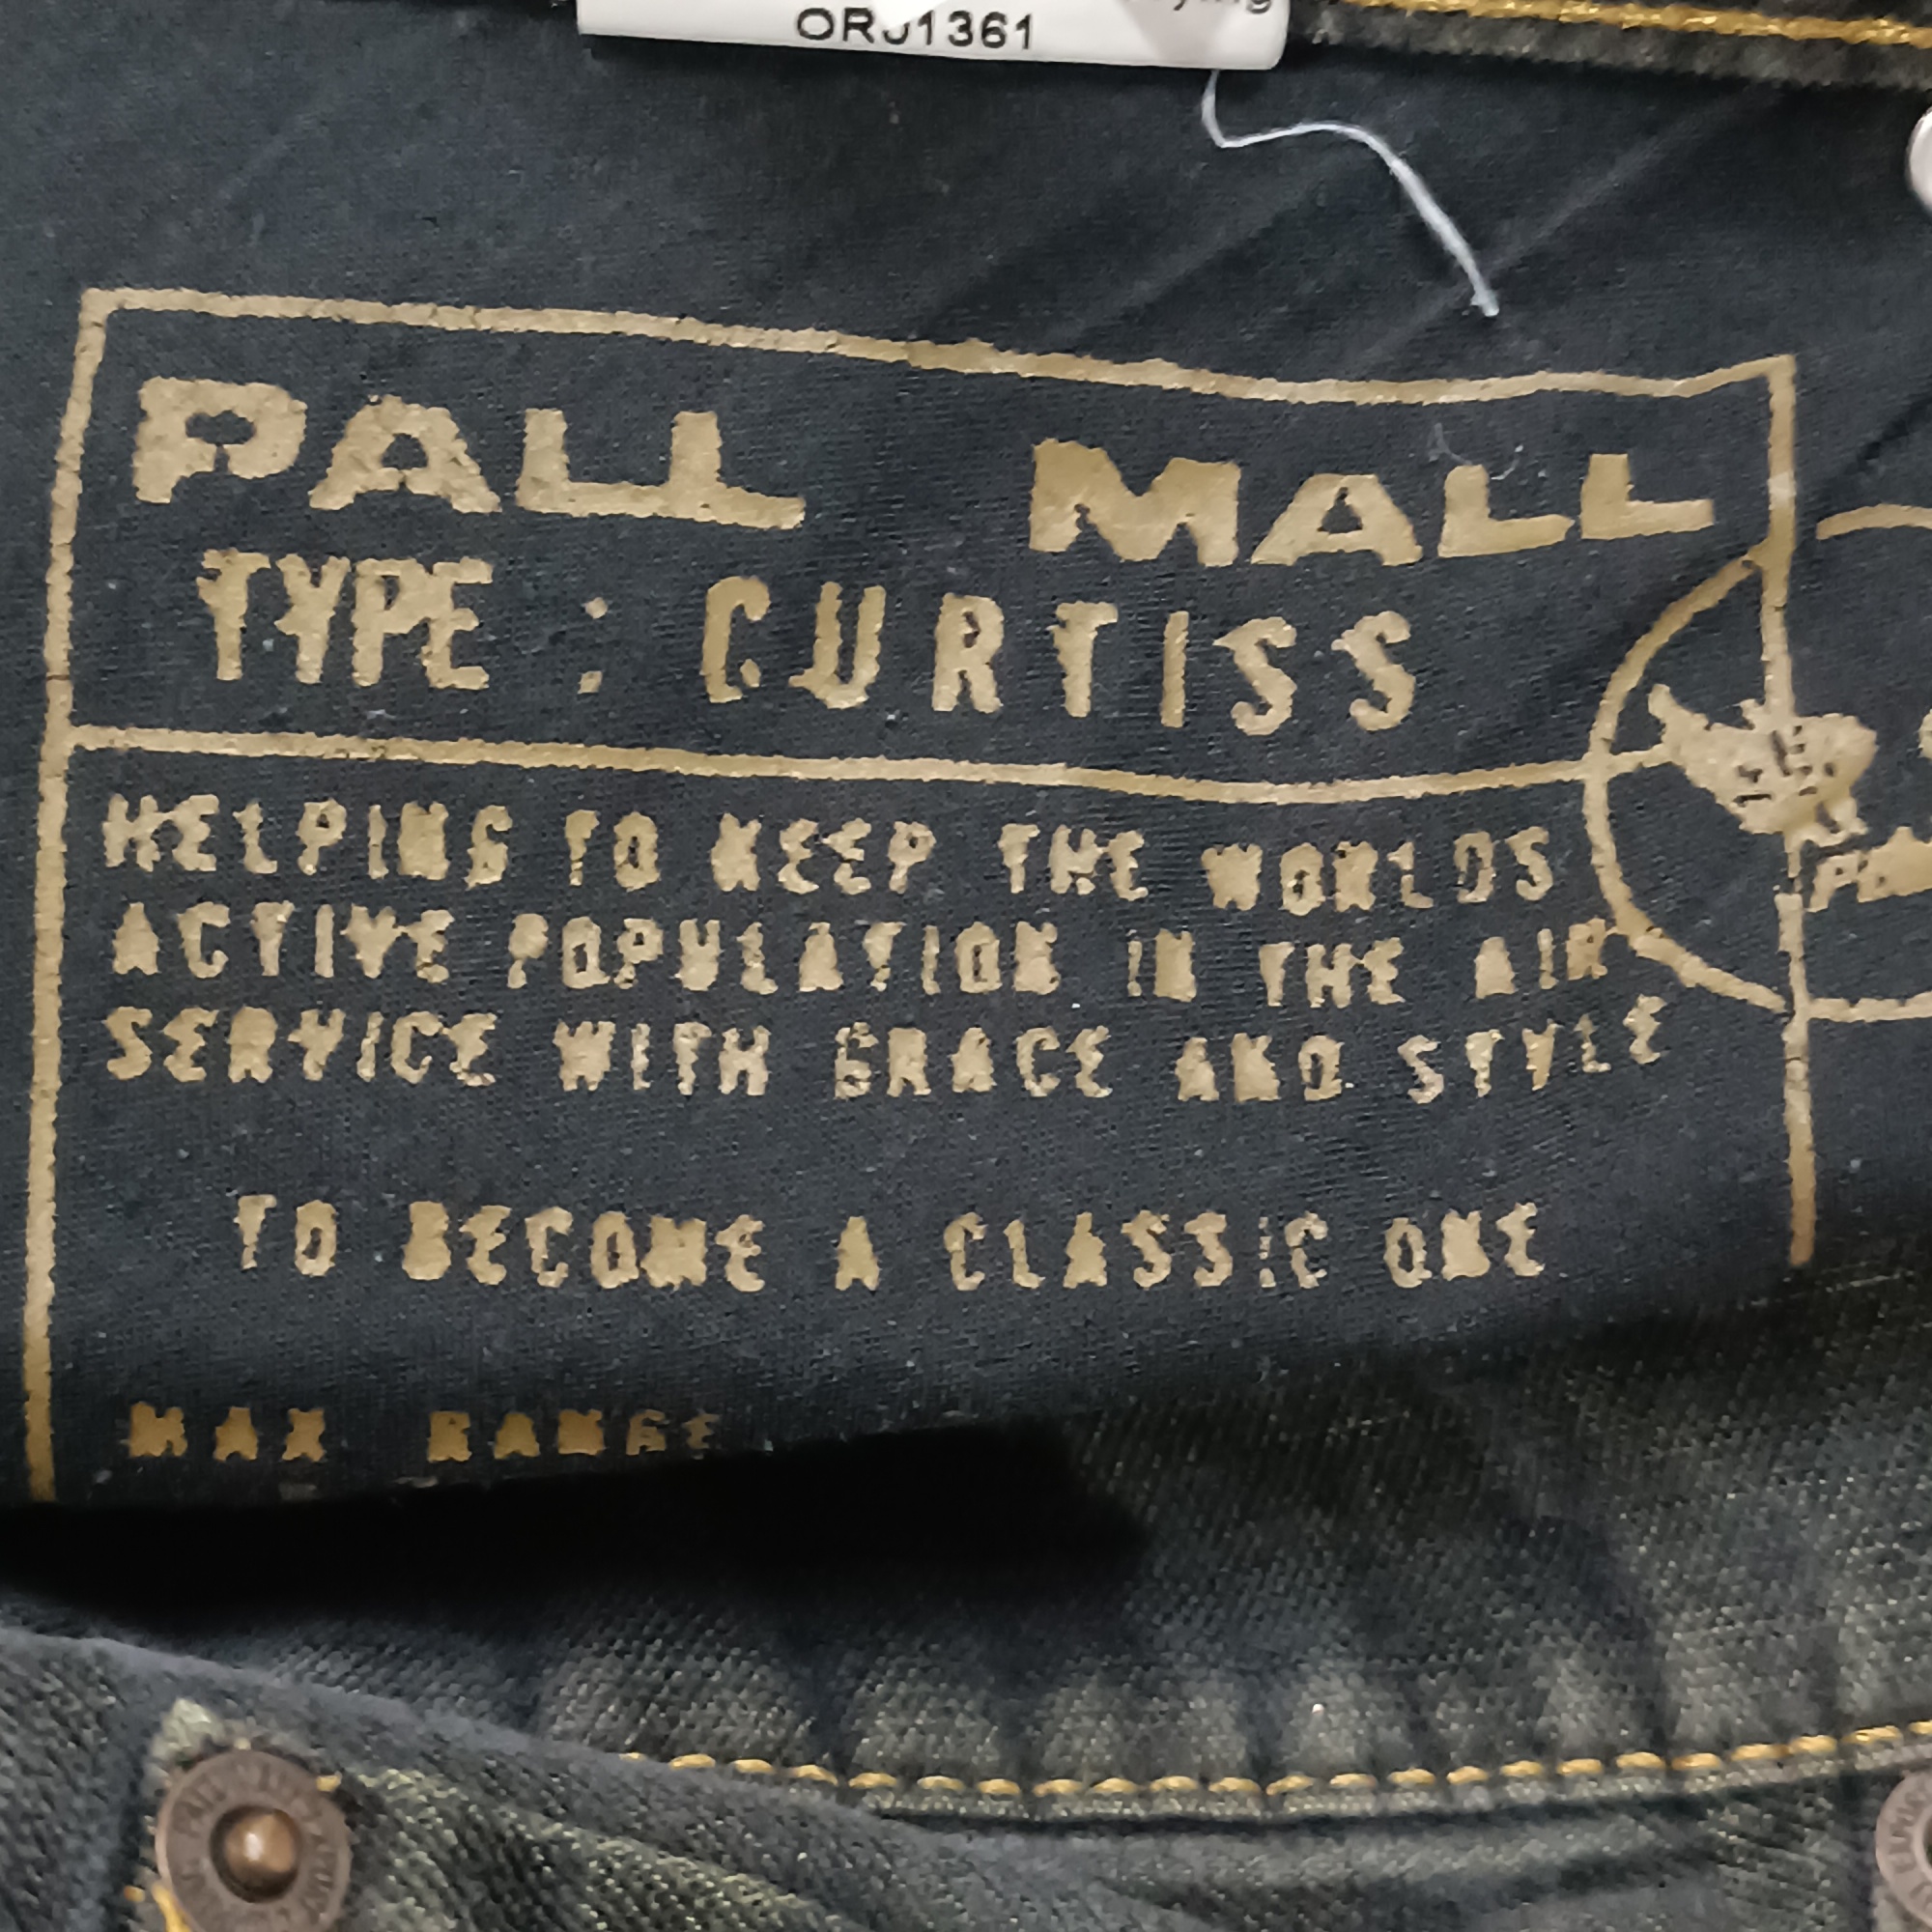 ORJ1361
PALL MALL
TYPE : CURTISS
HELPING TO KEEP THE WORLDS
ACTIVE POPULATION IN THE AIR
SERVICE WITH GRACE AND STYLE
TO BECOME A CLASSIC ONE
MAX RANGE